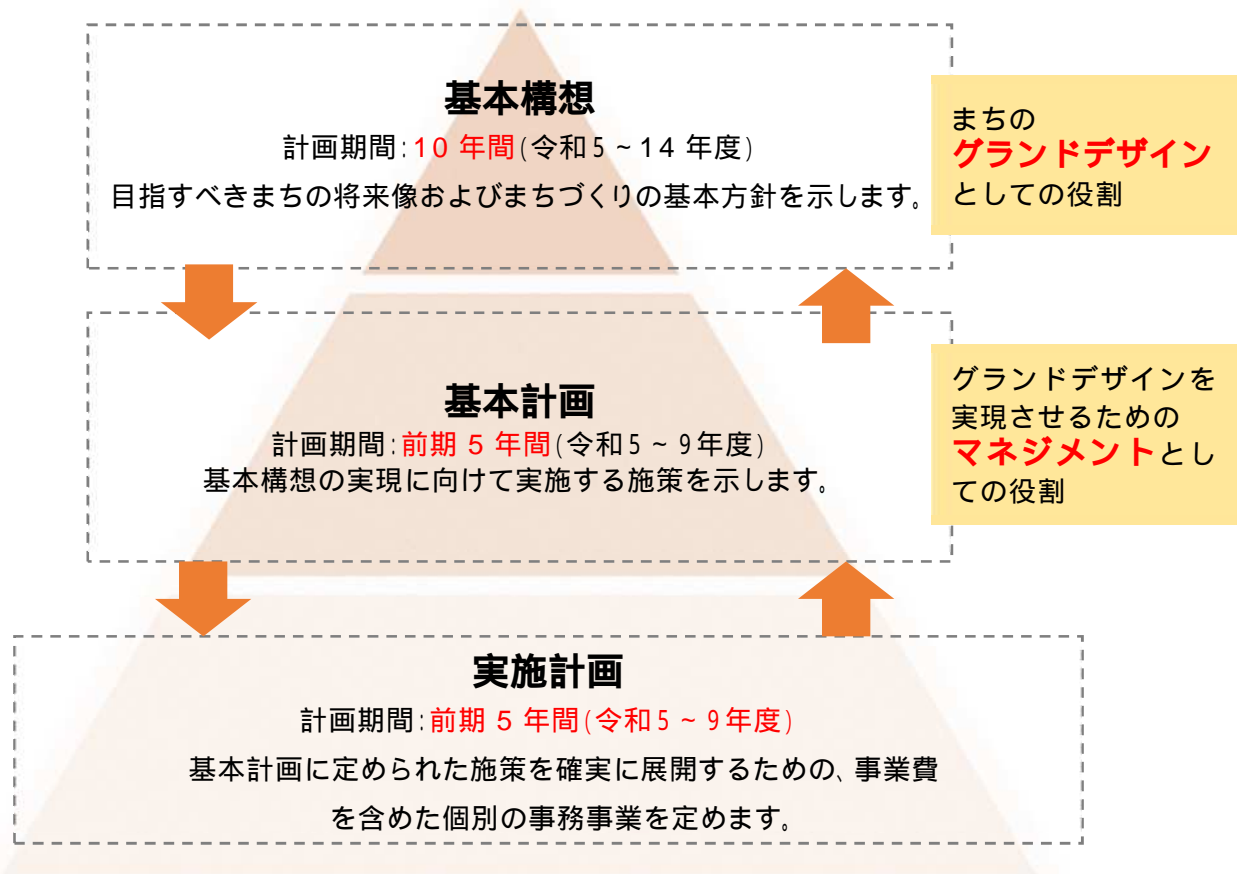 基本構想
計画期間:10 年間(令和5~14 年度)
目指すべきまちの将来像およびまちづくりの基本方針を示します。
まちの
グランドデザイン
としての役割
基本計画
計画期間:前期 5 年間(令和5~9年度)
基本構想の実現に向けて実施する施策を示します。
グランドデザインを
実現させるための
マネジメントとし
ての役割
実施計画
計画期間:前期 5 年間(令和5~9年度)
基本計画に定められた施策を確実に展開するための、事業費
を含めた個別の事務事業を定めます。